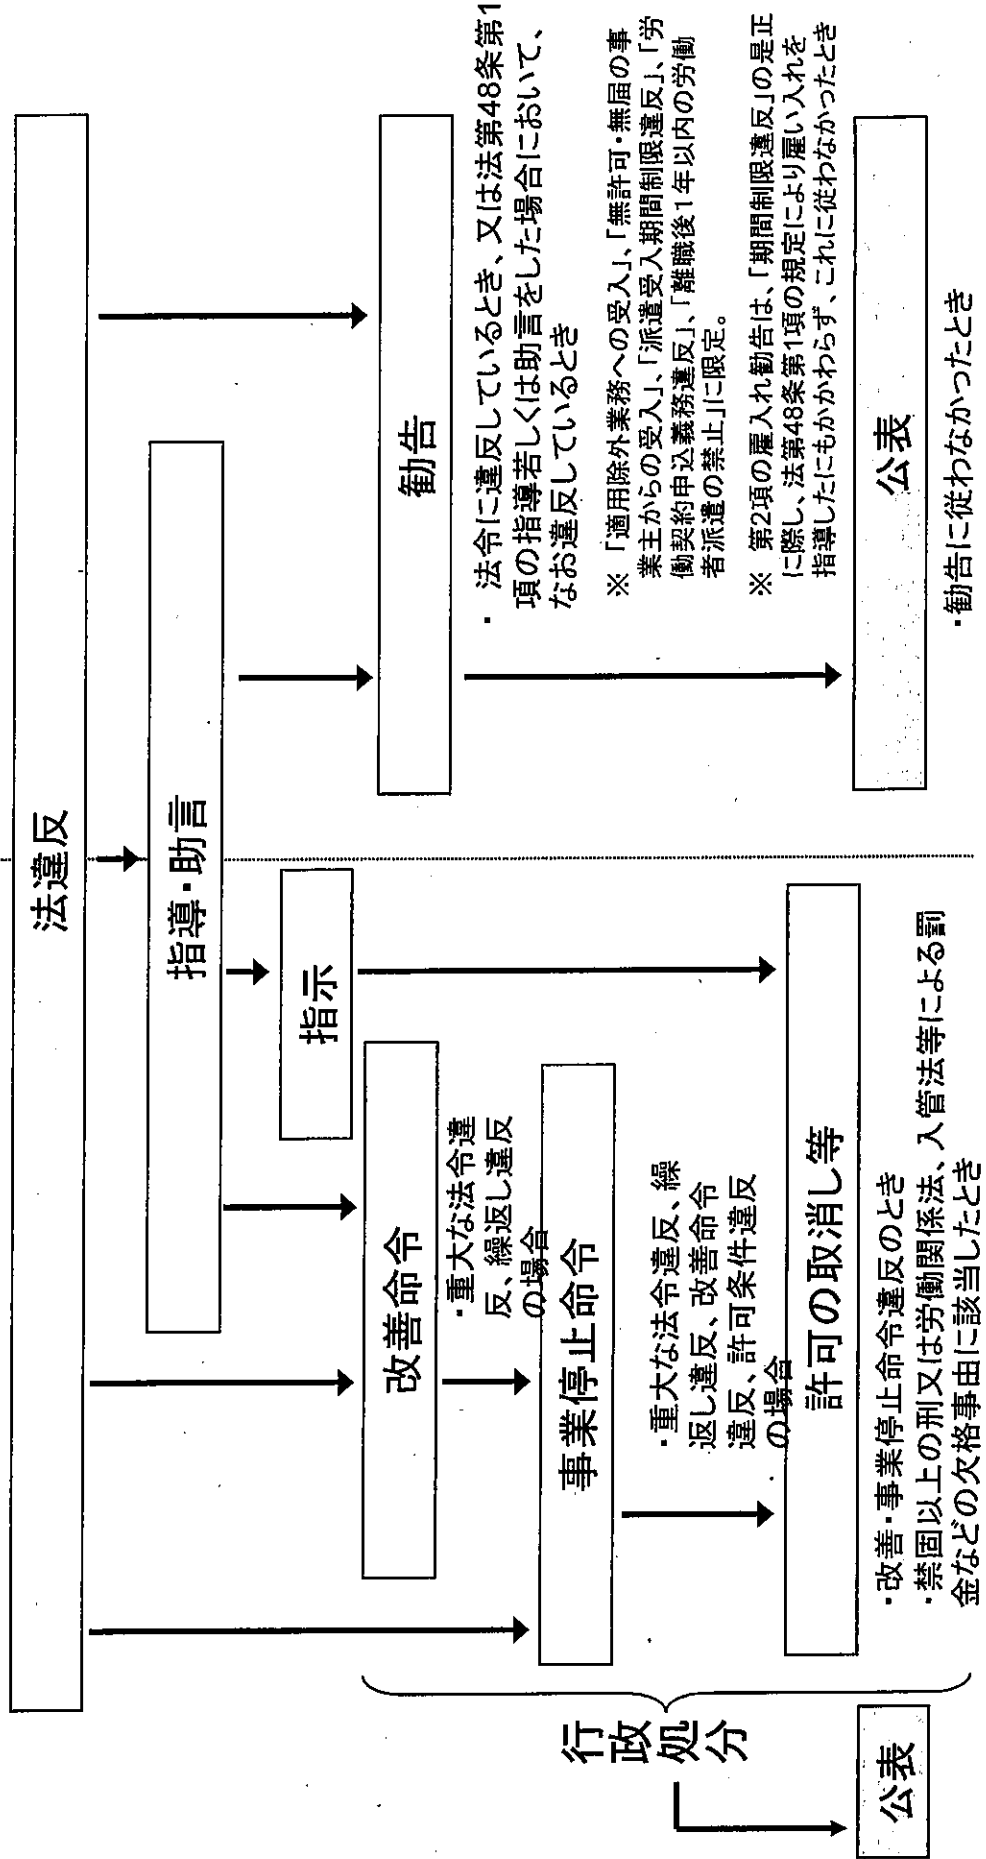 法違反
指導・助言
指示
改善命令
・重大な法令違
反、繰返し違反
の場合
事業停止命令
・重大な法令違反、繰
返し違反、改善命令
違反、許可条件違反
の場合
許可の取消し等
・改善・事業停止命令違反のとき
・禁固以上の刑又は労働関係法、入管法等による罰
金などの欠格事由に該当したとき
行政処分
公表
勧告
・ 法令に違反しているとき、又は法第48条第1
項の指導若しくは助言をした場合において、
なお違反しているとき
※ 「適用除外業務への受入」、「無許可・無届の事
業主からの受入」、「派遣受入期間制限違反」、「労
働契約申込義務違反」、「離職後1年以内の労働
者派遣の禁止」に限定。
※ 第2項の雇入れ勧告は、「期間制限違反」の是正
に際し、法第48条第1項の規定により雇い入れを
指導したにもかかわらず、これに従わなかったとき
公表
・勧告に従わなかったとき